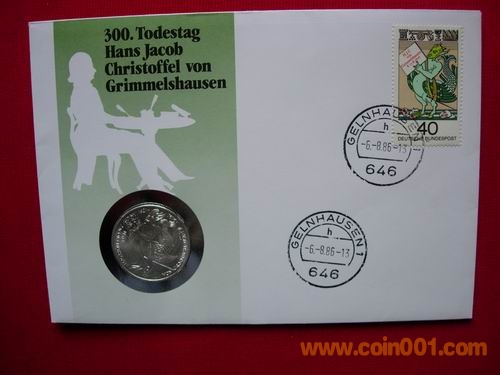 300. Todestag
Hans Jacob
Christoffel von
Grimmelshausen
40
DEUTSCHE BUNDESPOST
GELNHAUSEN 1
h
-6.-8.86-13
646
GELNHAUSEN 1
h
-6.-8.86-13
646
www.coin001.com